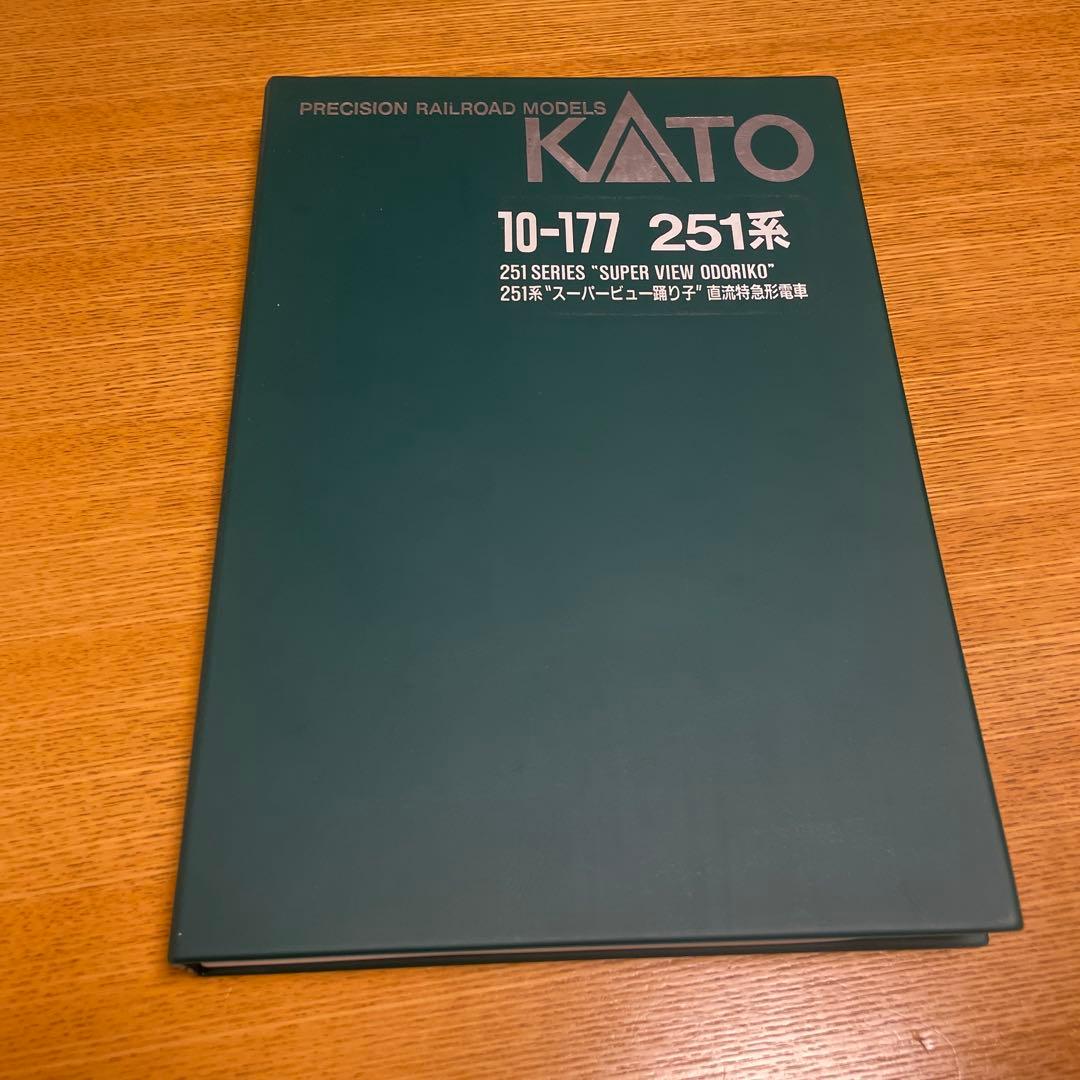 PRECISION RAILROAD MODELS
KATO
10-177 251系
251 SERIES "SUPER VIEW ODORIKO"
251系"スーパービュー踊り子" 直流特急形電車